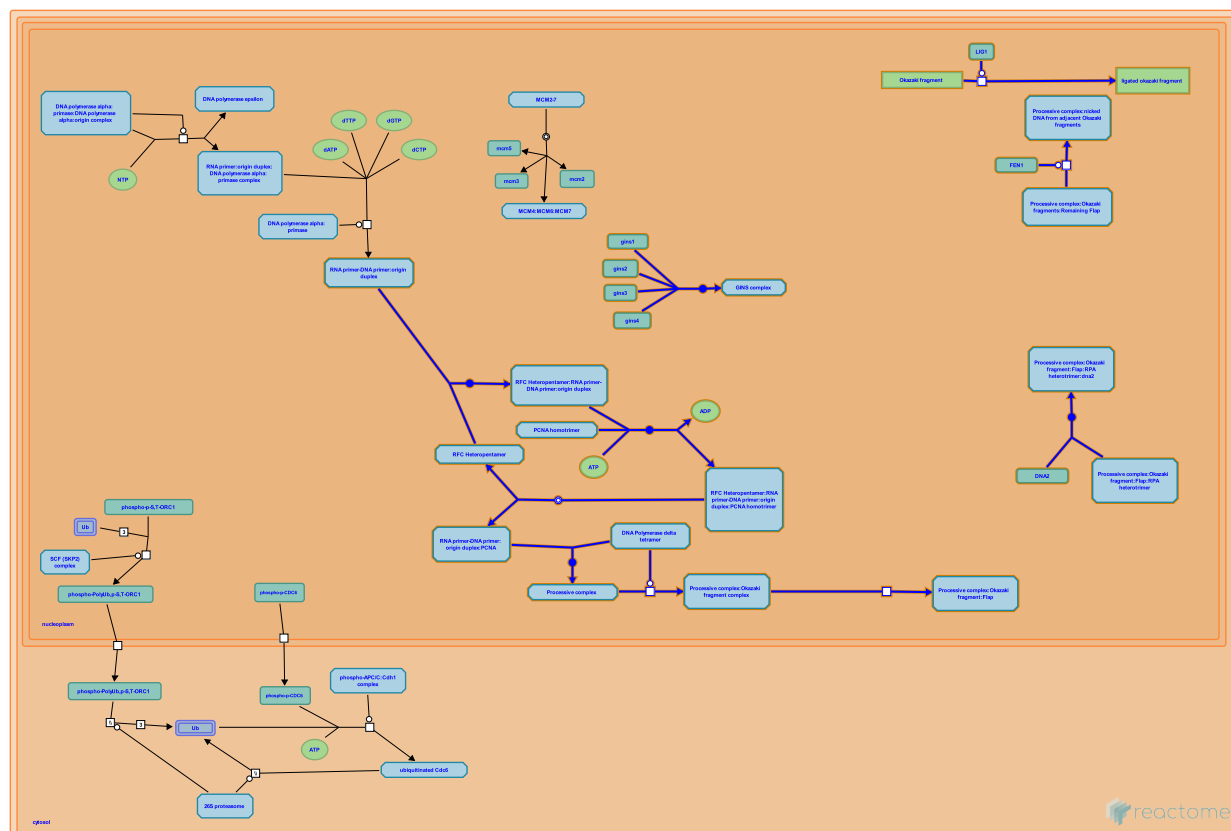 LIG1
Okazaki fragment
ligated okazaki fragment
DNA polymerase alpha:
primase:DNA polymerase
alpha:origin complex
DNA polymerase epsilon
MCM2-7
Processive complex:nicked
DNA from adjacent Okazaki
fragments
dTTP
dGTP
dATP
dCTP
mcm5
mcm3
mcm2
FEN1
NTP
RNA primer:origin duplex:
DNA polymerase alpha:
primase complex
MCM4:MCM6:MCM7
Processive complex:Okazaki
fragments:Remaining Flap
DNA polymerase alpha:
primase
gins1
gins2
gins3
gins4
GINS complex
RNA primer-DNA primer:origin
duplex
Processive complex:Okazaki
fragment:Flap:RPA
heterotrimer:dna2
RFC Heteropentamer:RNA primer-
DNA primer:origin duplex
ADP
PCNA homotrimer
RFC Heteropentamer
ATP
DNA2
Processive complex:Okazaki
fragment:Flap:RPA
heterotrimer
RFC Heteropentamer:RNA
primer-DNA primer:origin
duplex:PCNA homotrimer
phospho-p-S,T-ORC1
Ub
3
SCF (SKP2)
complex
RNA primer-DNA primer:
origin duplex:PCNA
DNA Polymerase delta
tetramer
phospho-PolyUb,p-S,T-ORC1
phospho-p-CDC6
Processive complex
Processive complex:Okazaki
fragment complex
Processive complex:Okazaki
fragment:Flap
nucleoplasm
phospho-PolyUb,p-S,T-ORC1
phospho-p-CDC6
phospho-APC/C:Cdh1
complex
3
Ub
ATP
ubiquitinated Cdc6
26S proteasome
cytosol
reactome